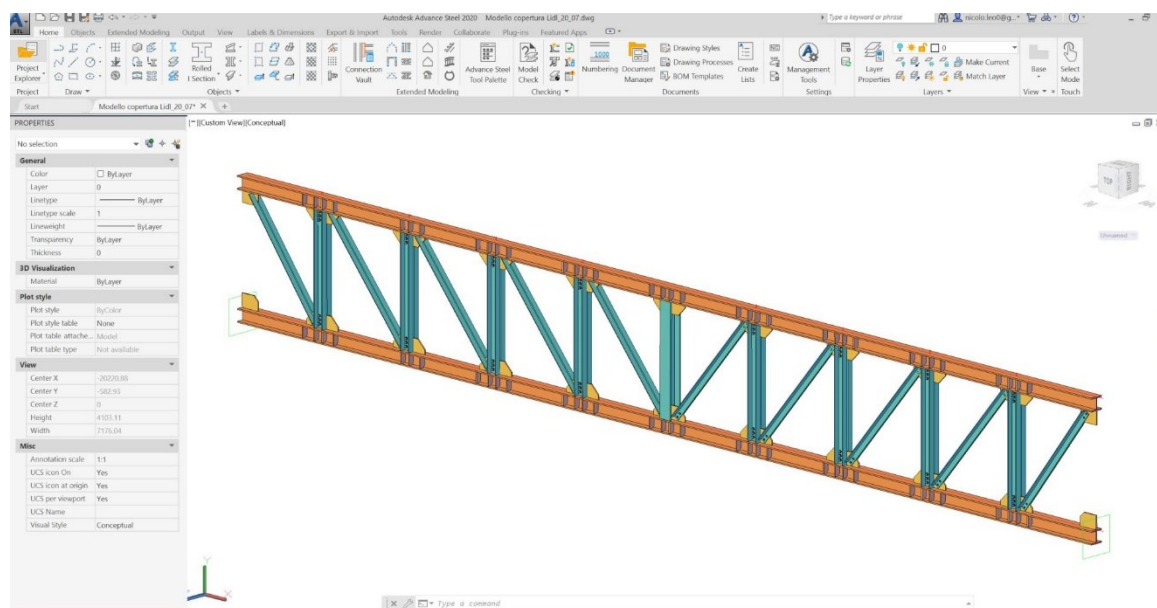 Autodesk Advance Steel 2020 Modello copertura Lidl_20_07.dwg
Type a keyword or phrase
nicolo.leo0@g...
Home Objects Extended Modeling Output View Labels & Dimensions Export & Import Tools Render Collaborate Plug-ins Featured Apps
Project Explorer
Rolled I Section
Connection Vault
Advance Steel Tool Palette
Model Check
Numbering
Document Manager
Drawing Styles
Drawing Processes
BOM Templates
Create Lists
Management Tools
Layer Properties
0
Make Current
Match Layer
Base
Select Mode
Project Draw Objects Extended Modeling Checking Documents Settings Layers View Touch
Start Modello copertura Lidl_20_07*
PROPERTIES
[-][Custom View][Conceptual]
No selection
General
Color ByLayer
Layer 0
Linetype ByLayer
Linetype scale 1
Lineweight ByLayer
Transparency ByLayer
Thickness 0
3D Visualization
Material ByLayer
Plot style
Plot style ByColor
Plot style table None
Plot table attache... Model
Plot table type Not available
View
Center X -20220.88
Center Y -582.93
Center Z 0
Height 4103.11
Width 7176.04
Misc
Annotation scale 1:1
UCS icon On Yes
UCS icon at origin Yes
UCS per viewport Yes
UCS Name
Visual Style Conceptual
Unnamed
Type a command